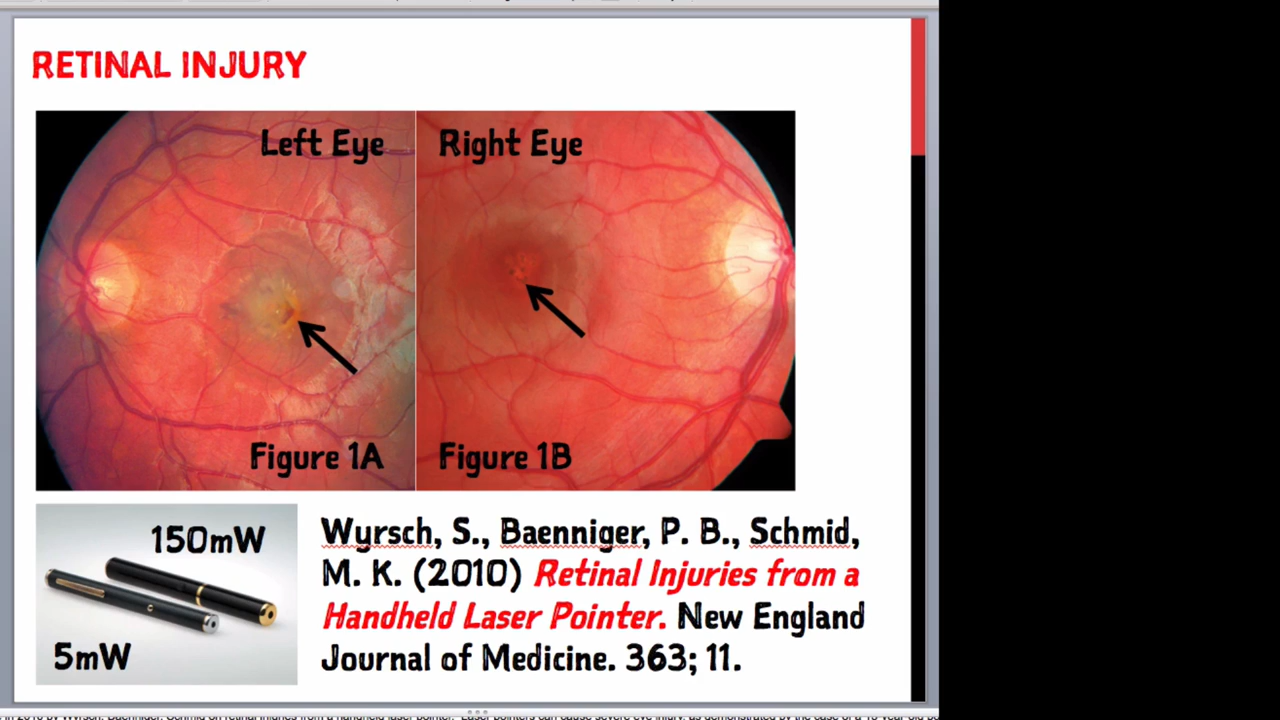 RETINAL INJURY
Left Eye
Right Eye
Figure 1A
Figure 1B
150mW
5mW
Wyrsch, S., Baenniger, P. B., Schmid,
M. K. (2010) Retinal Injuries from a
Handheld Laser Pointer. New England
Journal of Medicine. 363; 11.